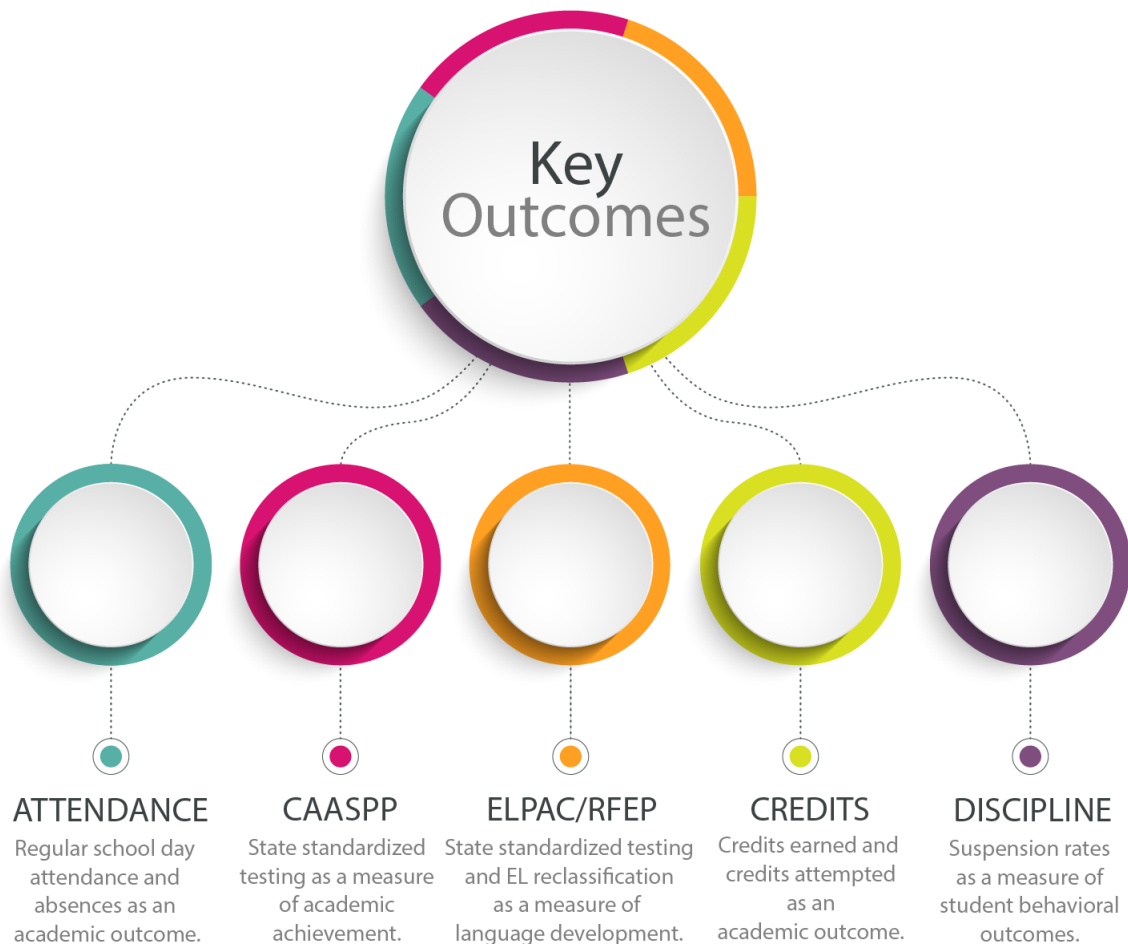 Key
Outcomes
ATTENDANCE
Regular school day
attendance and
absences as an
academic outcome.
CAASPP
State standardized
testing as a measure
of academic
achievement.
ELPAC/RFEP
State standardized testing
and EL reclassification
as a measure of
language development.
CREDITS
Credits earned and
credits attempted
as an
academic outcome.
DISCIPLINE
Suspension rates
as a measure of
student behavioral
outcomes.